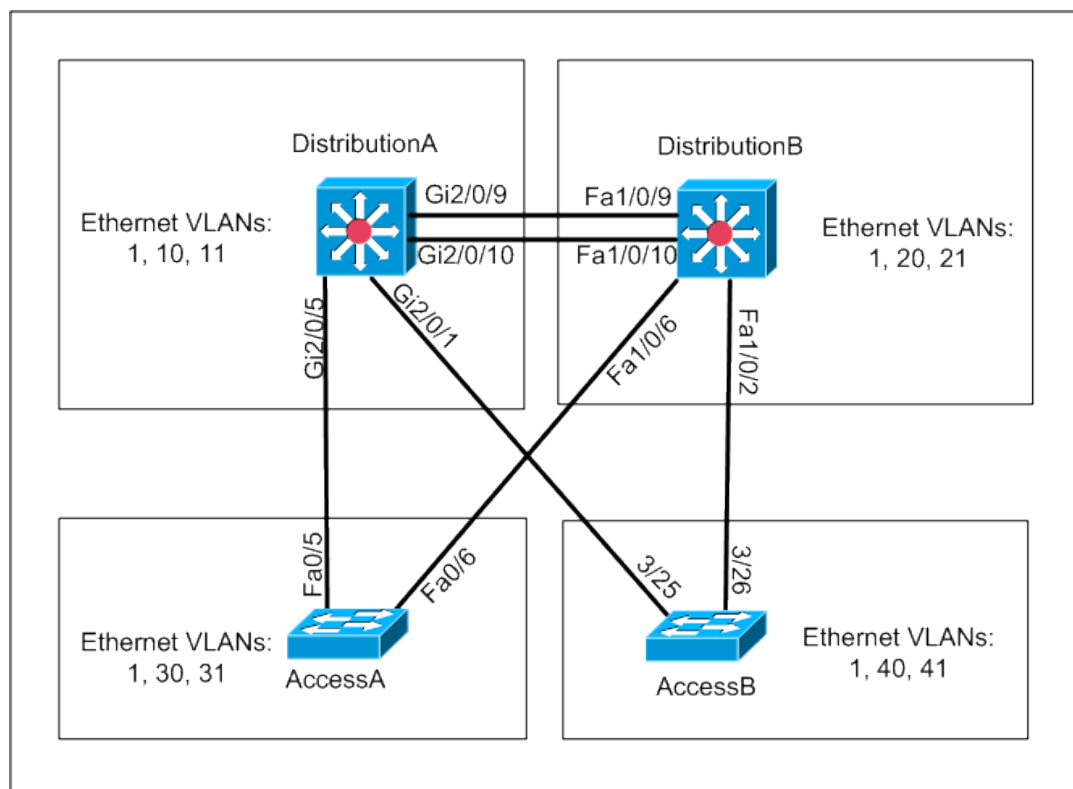 DistributionA
DistributionB
Gi2/0/9
Fa1/0/9
Ethernet VLANs:
1, 10, 11
Ethernet VLANs:
1, 20, 21
Gi2/0/10
Fa1/0/10
Gi2/0/5
Gi2/0/1
Fa1/0/6
Fa1/0/2
Fa0/5
Fa0/6
3/25
3/26
Ethernet VLANs:
1, 30, 31
AccessA
AccessB
Ethernet VLANs:
1, 40, 41